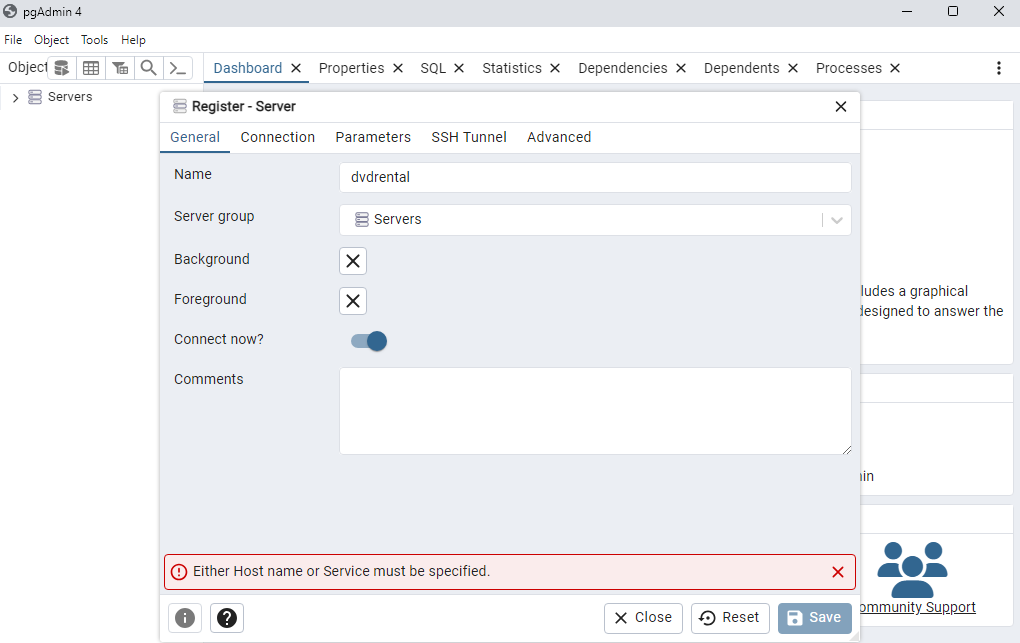 pgAdmin 4
File Object Tools Help
Object
Dashboard Properties SQL Statistics Dependencies Dependents Processes
Servers
Register - Server
General Connection Parameters SSH Tunnel Advanced
Name dvdrental
Server group Servers
Background
Foreground
Connect now?
Comments
ludes a graphical
designed to answer the
in
Either Host name or Service must be specified.
Close Reset Save
ommunity Support